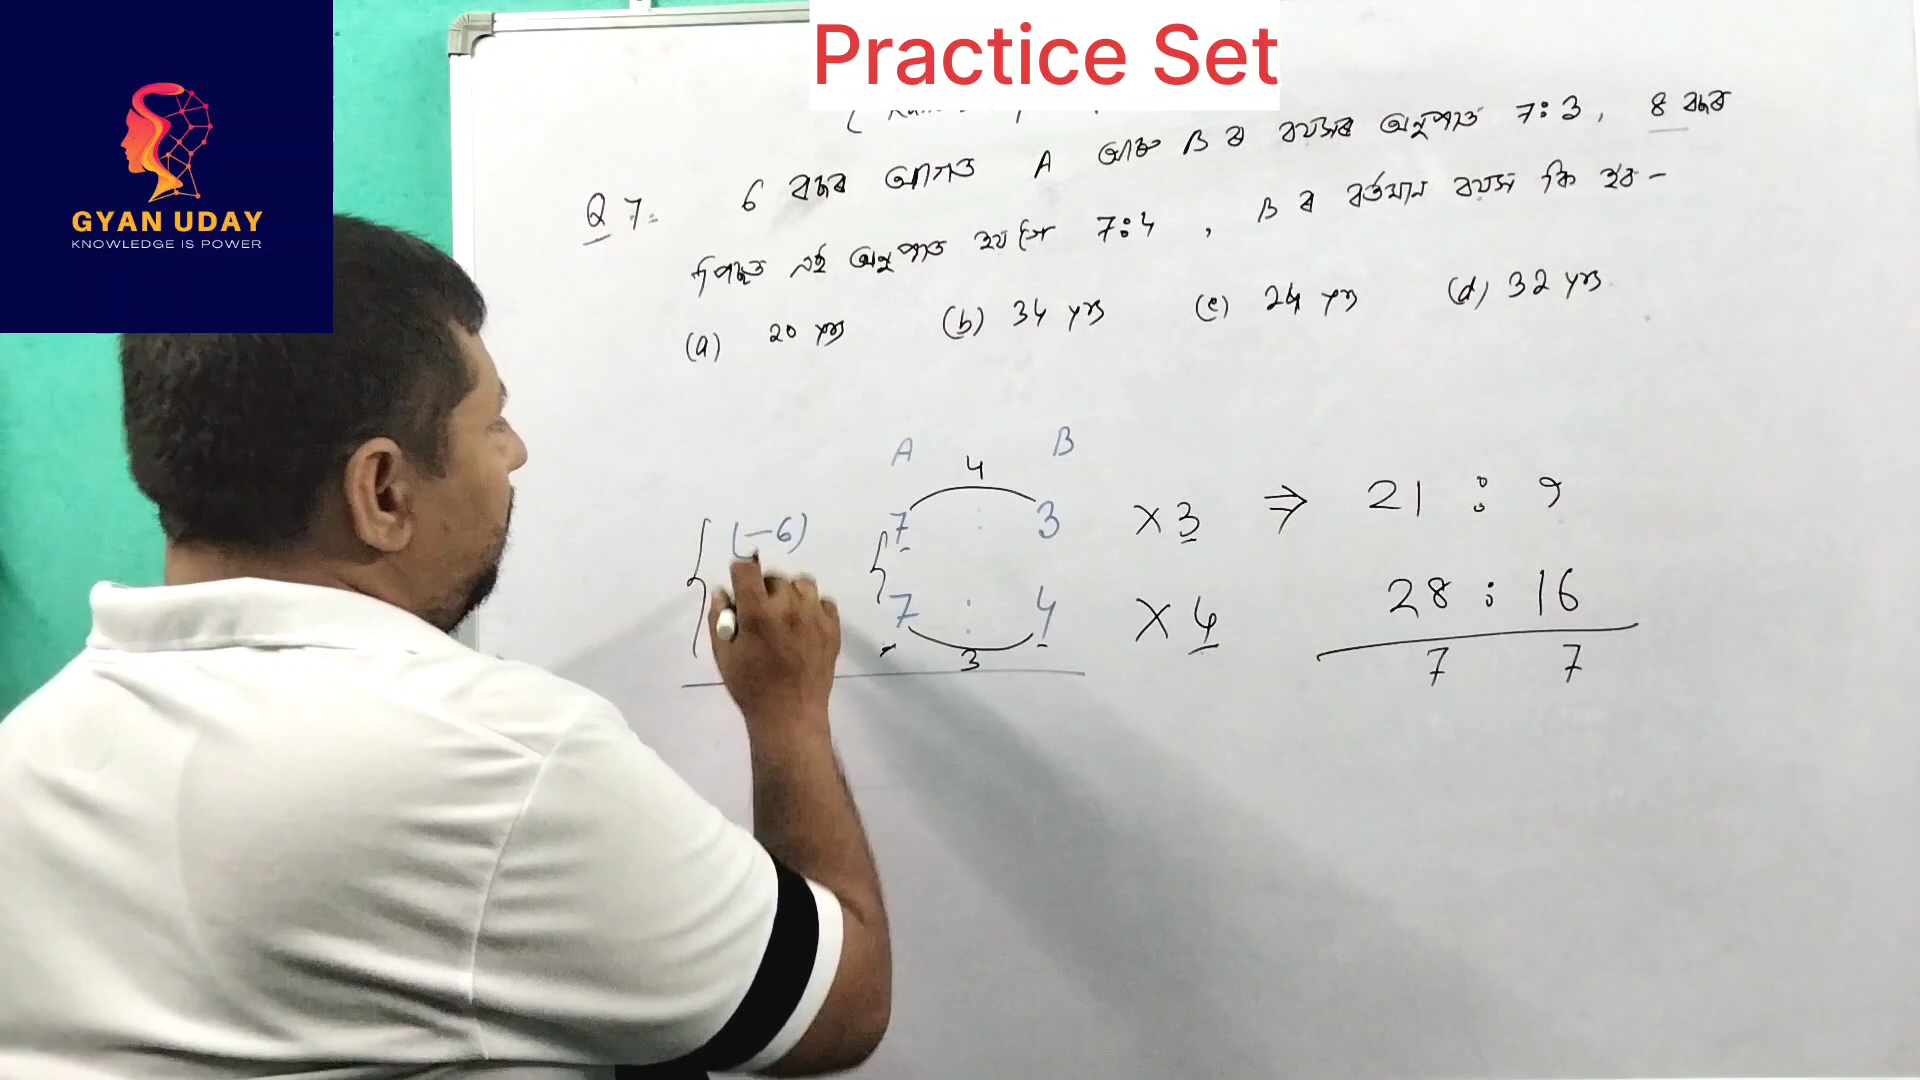 Practice Set
GYAN UDAY
KNOWLEDGE IS POWER
Q 7. 6 বছৰ আগত A আৰু B ৰ বয়সৰ অনুপাত 7:3, 8 বছৰ
পিছত এই অনুপাত হয় গৈ 7:4, B ৰ বৰ্তমান বয়স কি হব-
(a) 20 yrs (b) 34 yrs (c) 24 yrs (d) 32 yrs
A B
4
(-6) 7 : 3 × 3 ⇒ 21 : 9
7 : 4 × 4 28 : 16
3
7 7